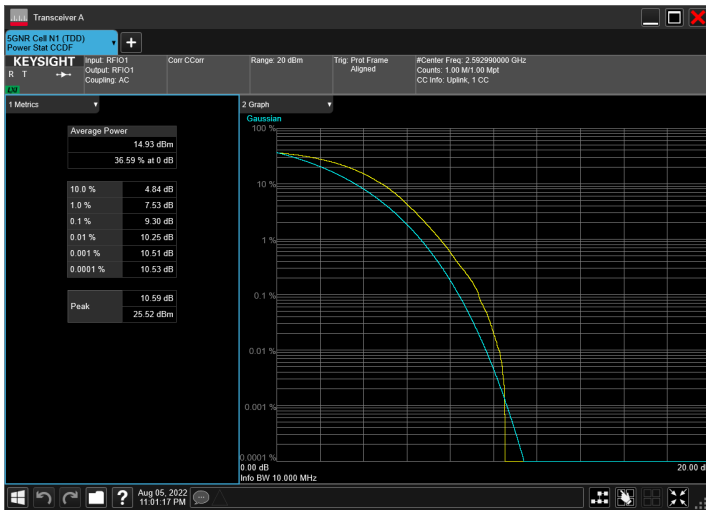 Transceiver A
5GNR Cell N1 (TDD)
Power Stat CCDF
KEYSIGHT
R T
LXI
Input: RFIO1
Output: RFIO1
Coupling: AC
Corr CCorr
Range: 20 dBm
Trig: Prot Frame
Aligned
#Center Freq: 2.592990000 GHz
Counts: 1.00 M/1.00 Mpt
CC Info: Uplink, 1 CC
1 Metrics
Average Power
14.93 dBm
36.59 % at 0 dB
10.0 % 4.84 dB
1.0 % 7.53 dB
0.1 % 9.30 dB
0.01 % 10.25 dB
0.001 % 10.51 dB
0.0001 % 10.53 dB
Peak
10.59 dB
25.52 dBm
2 Graph
Gaussian
100 %
10 %
1 %
0.1 %
0.01 %
0.001 %
0.0001 %
0.00 dB
20.00 d
Info BW 10.000 MHz
?
Aug 05, 2022
11:01:17 PM